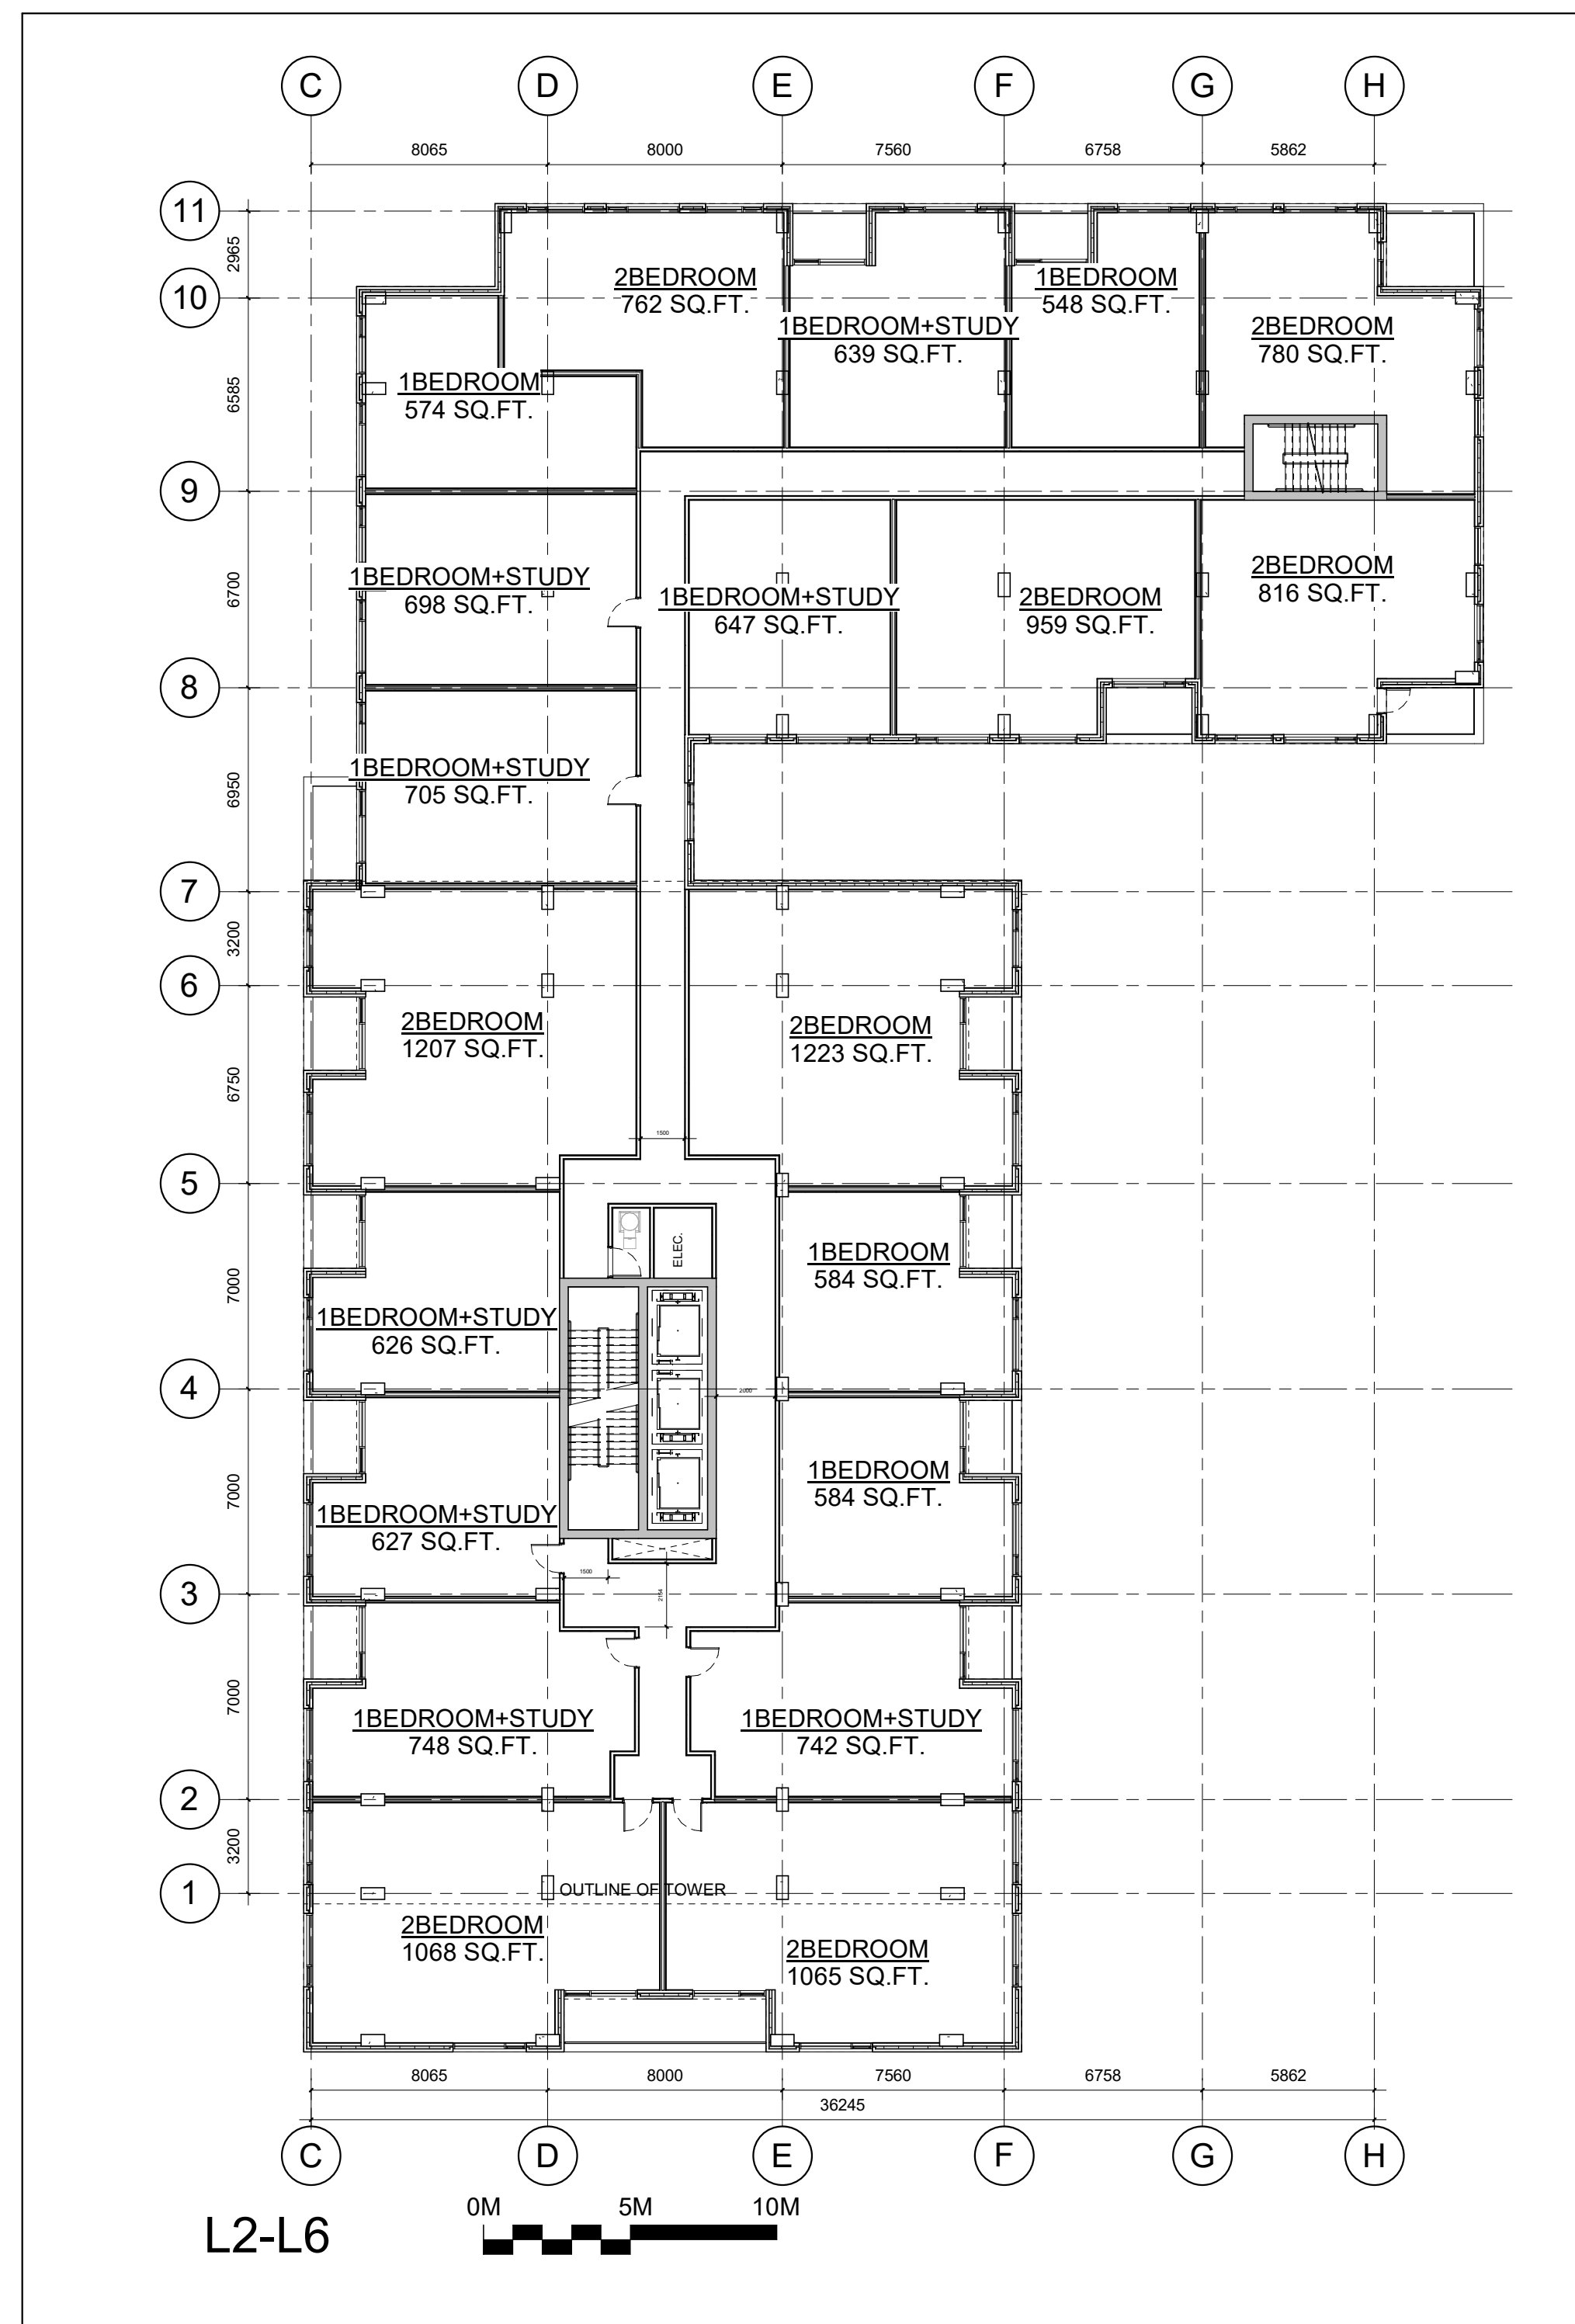 C D E F G H
8065 8000 7560 6758 5862
11
2965
10
2BEDROOM
762 SQ.FT.
1BEDROOM
548 SQ.FT.
1BEDROOM+STUDY
639 SQ.FT.
2BEDROOM
780 SQ.FT.
6585
1BEDROOM
574 SQ.FT.
9
6700
1BEDROOM+STUDY
698 SQ.FT.
1BEDROOM+STUDY
647 SQ.FT.
2BEDROOM
959 SQ.FT.
2BEDROOM
816 SQ.FT.
8
6950
1BEDROOM+STUDY
705 SQ.FT.
7
3200
6
2BEDROOM
1207 SQ.FT.
2BEDROOM
1223 SQ.FT.
6750
1500
5
ELEC.
7000
1BEDROOM
584 SQ.FT.
1BEDROOM+STUDY
626 SQ.FT.
4
2000
7000
1BEDROOM
584 SQ.FT.
1BEDROOM+STUDY
627 SQ.FT.
1500
2154
3
7000
1BEDROOM+STUDY
748 SQ.FT.
1BEDROOM+STUDY
742 SQ.FT.
2
3200
1
OUTLINE OF TOWER
2BEDROOM
1068 SQ.FT.
2BEDROOM
1065 SQ.FT.
8065 8000 7560 6758 5862
36245
C D E F G H
L2-L6
0M 5M 10M